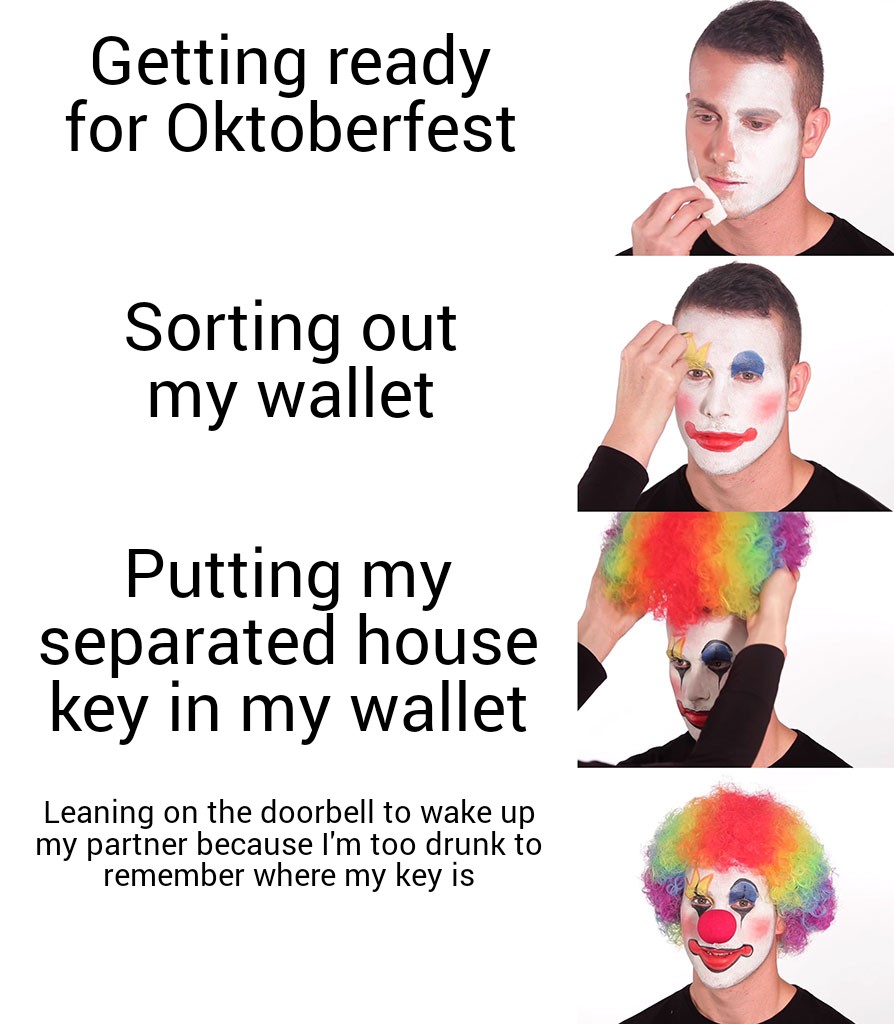 Getting ready
for Oktoberfest
Sorting out
my wallet
Putting my
separated house
key in my wallet
Leaning on the doorbell to wake up
my partner because I'm too drunk to
remember where my key is